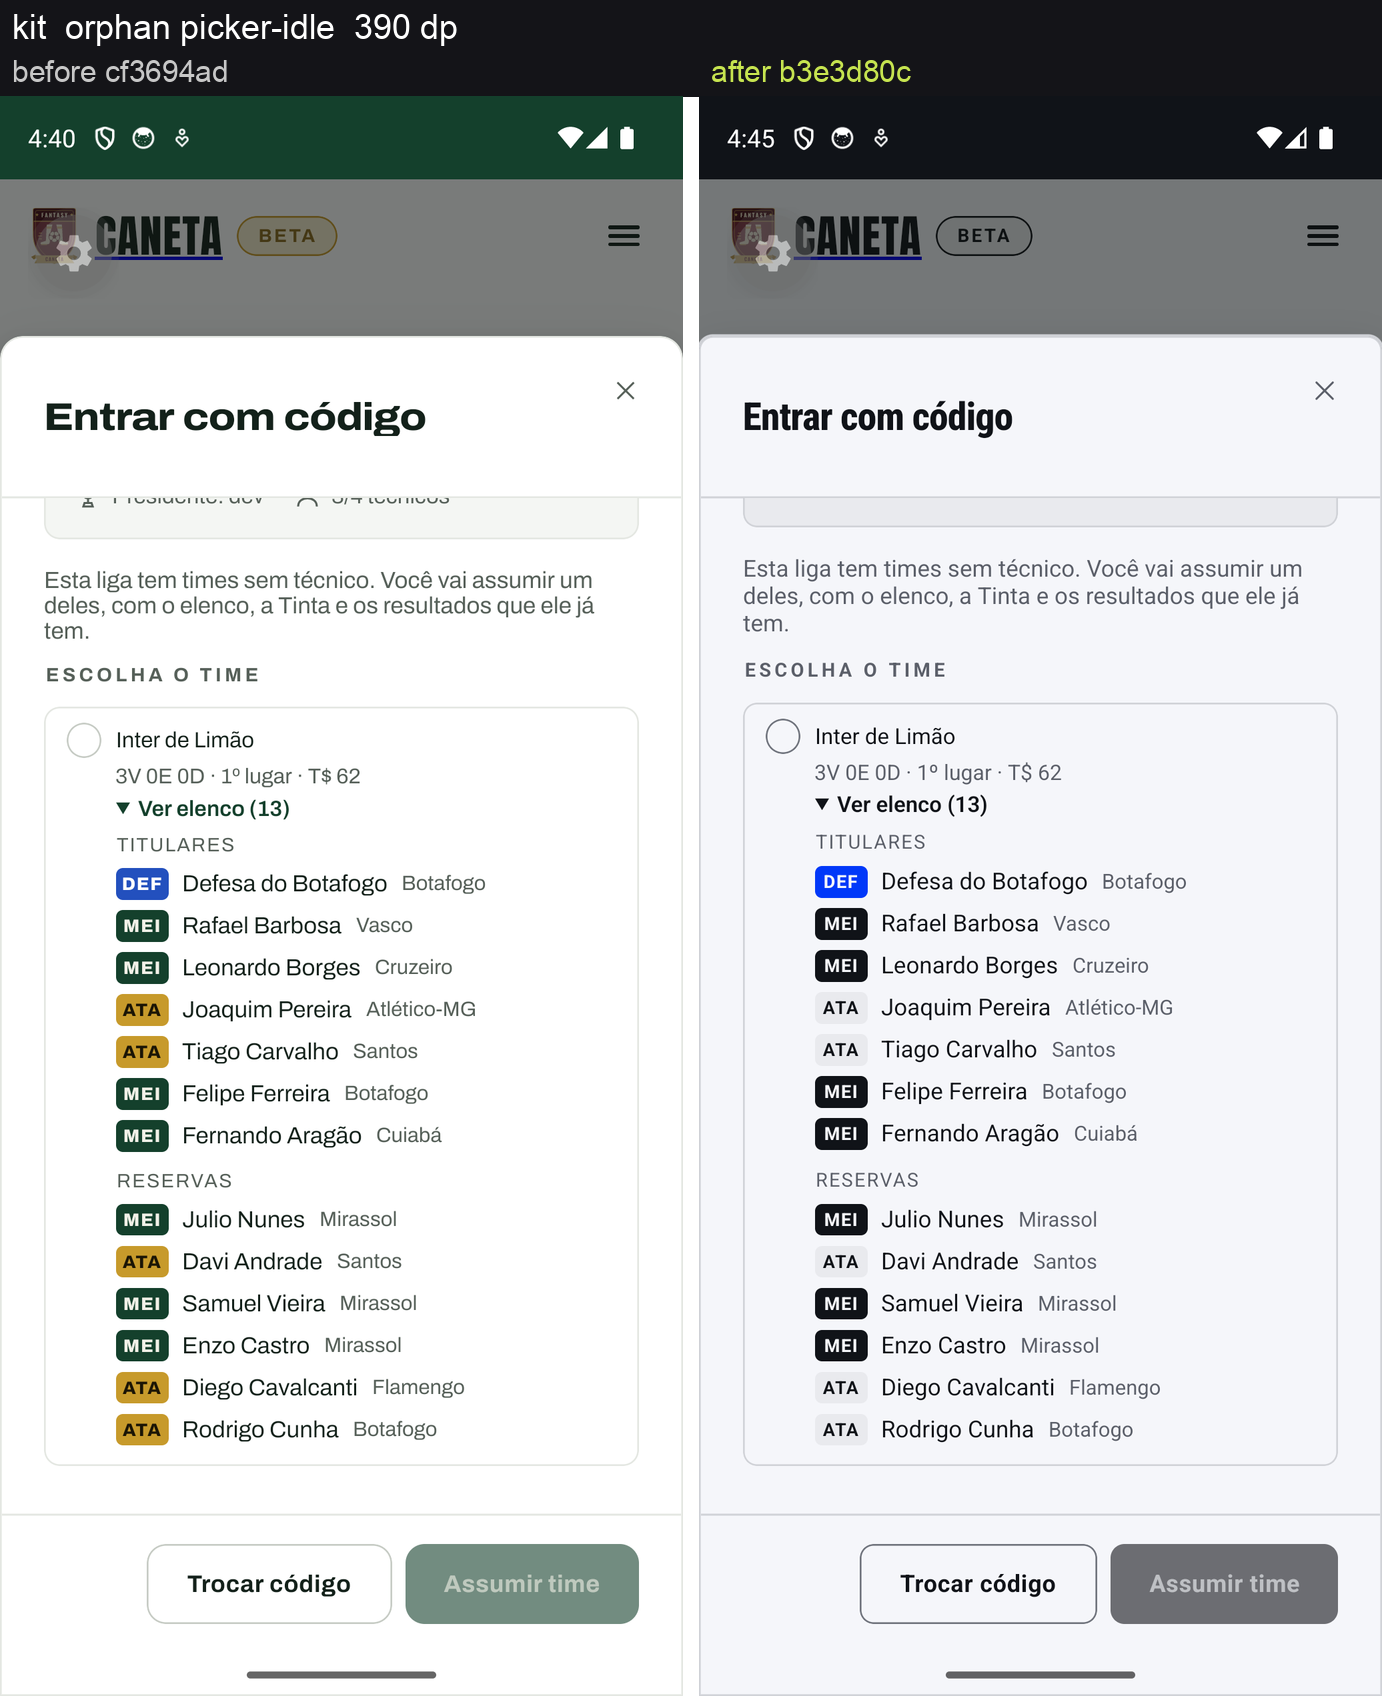 kit orphan picker-idle 390 dp
before cf3694ad
after b3e3d80c
4:40
FANTASY
CANETA
BETA
Entrar com código
Presidente: dev 3/4 técnicos
Esta liga tem times sem técnico. Você vai assumir um
deles, com o elenco, a Tinta e os resultados que ele já
tem.
ESCOLHA O TIME
Inter de Limão
3V 0E 0D · 1º lugar · T$ 62
▼ Ver elenco (13)
TITULARES
DEF Defesa do Botafogo Botafogo
MEI Rafael Barbosa Vasco
MEI Leonardo Borges Cruzeiro
ATA Joaquim Pereira Atlético-MG
ATA Tiago Carvalho Santos
MEI Felipe Ferreira Botafogo
MEI Fernando Aragão Cuiabá
RESERVAS
MEI Julio Nunes Mirassol
ATA Davi Andrade Santos
MEI Samuel Vieira Mirassol
MEI Enzo Castro Mirassol
ATA Diego Cavalcanti Flamengo
ATA Rodrigo Cunha Botafogo
Trocar código
Assumir time
4:45
FANTASY
CANETA
BETA
Entrar com código
Esta liga tem times sem técnico. Você vai assumir um
deles, com o elenco, a Tinta e os resultados que ele já
tem.
ESCOLHA O TIME
Inter de Limão
3V 0E 0D · 1º lugar · T$ 62
▼ Ver elenco (13)
TITULARES
DEF Defesa do Botafogo Botafogo
MEI Rafael Barbosa Vasco
MEI Leonardo Borges Cruzeiro
ATA Joaquim Pereira Atlético-MG
ATA Tiago Carvalho Santos
MEI Felipe Ferreira Botafogo
MEI Fernando Aragão Cuiabá
RESERVAS
MEI Julio Nunes Mirassol
ATA Davi Andrade Santos
MEI Samuel Vieira Mirassol
MEI Enzo Castro Mirassol
ATA Diego Cavalcanti Flamengo
ATA Rodrigo Cunha Botafogo
Trocar código
Assumir time